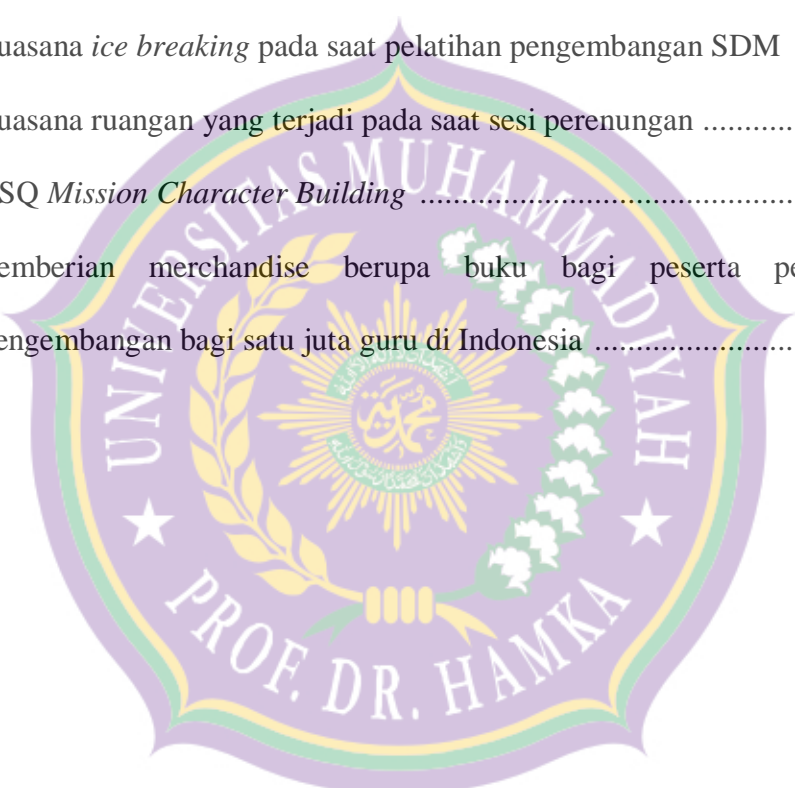 uasana ice breaking pada saat pelatihan pengembangan SDM
uasana ruangan yang terjadi pada saat sesi perenungan ............
SQ Mission Character Building .................................................
emberian merchandise berupa buku bagi peserta pe
engembangan bagi satu juta guru di Indonesia ..........................
UNIVERSITAS MUHAMMADIYAH
PROF. DR. HAMKA